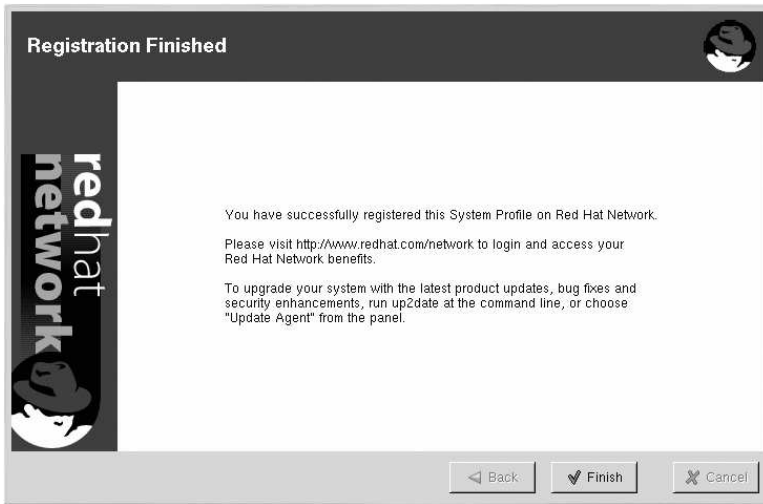 Registration Finished
redhat
network
You have successfully registered this System Profile on Red Hat Network.
Please visit http://www.redhat.com/network to login and access your
Red Hat Network benefits.
To upgrade your system with the latest product updates, bug fixes and
security enhancements, run up2date at the command line, or choose
"Update Agent" from the panel.
Back
Finish
Cancel